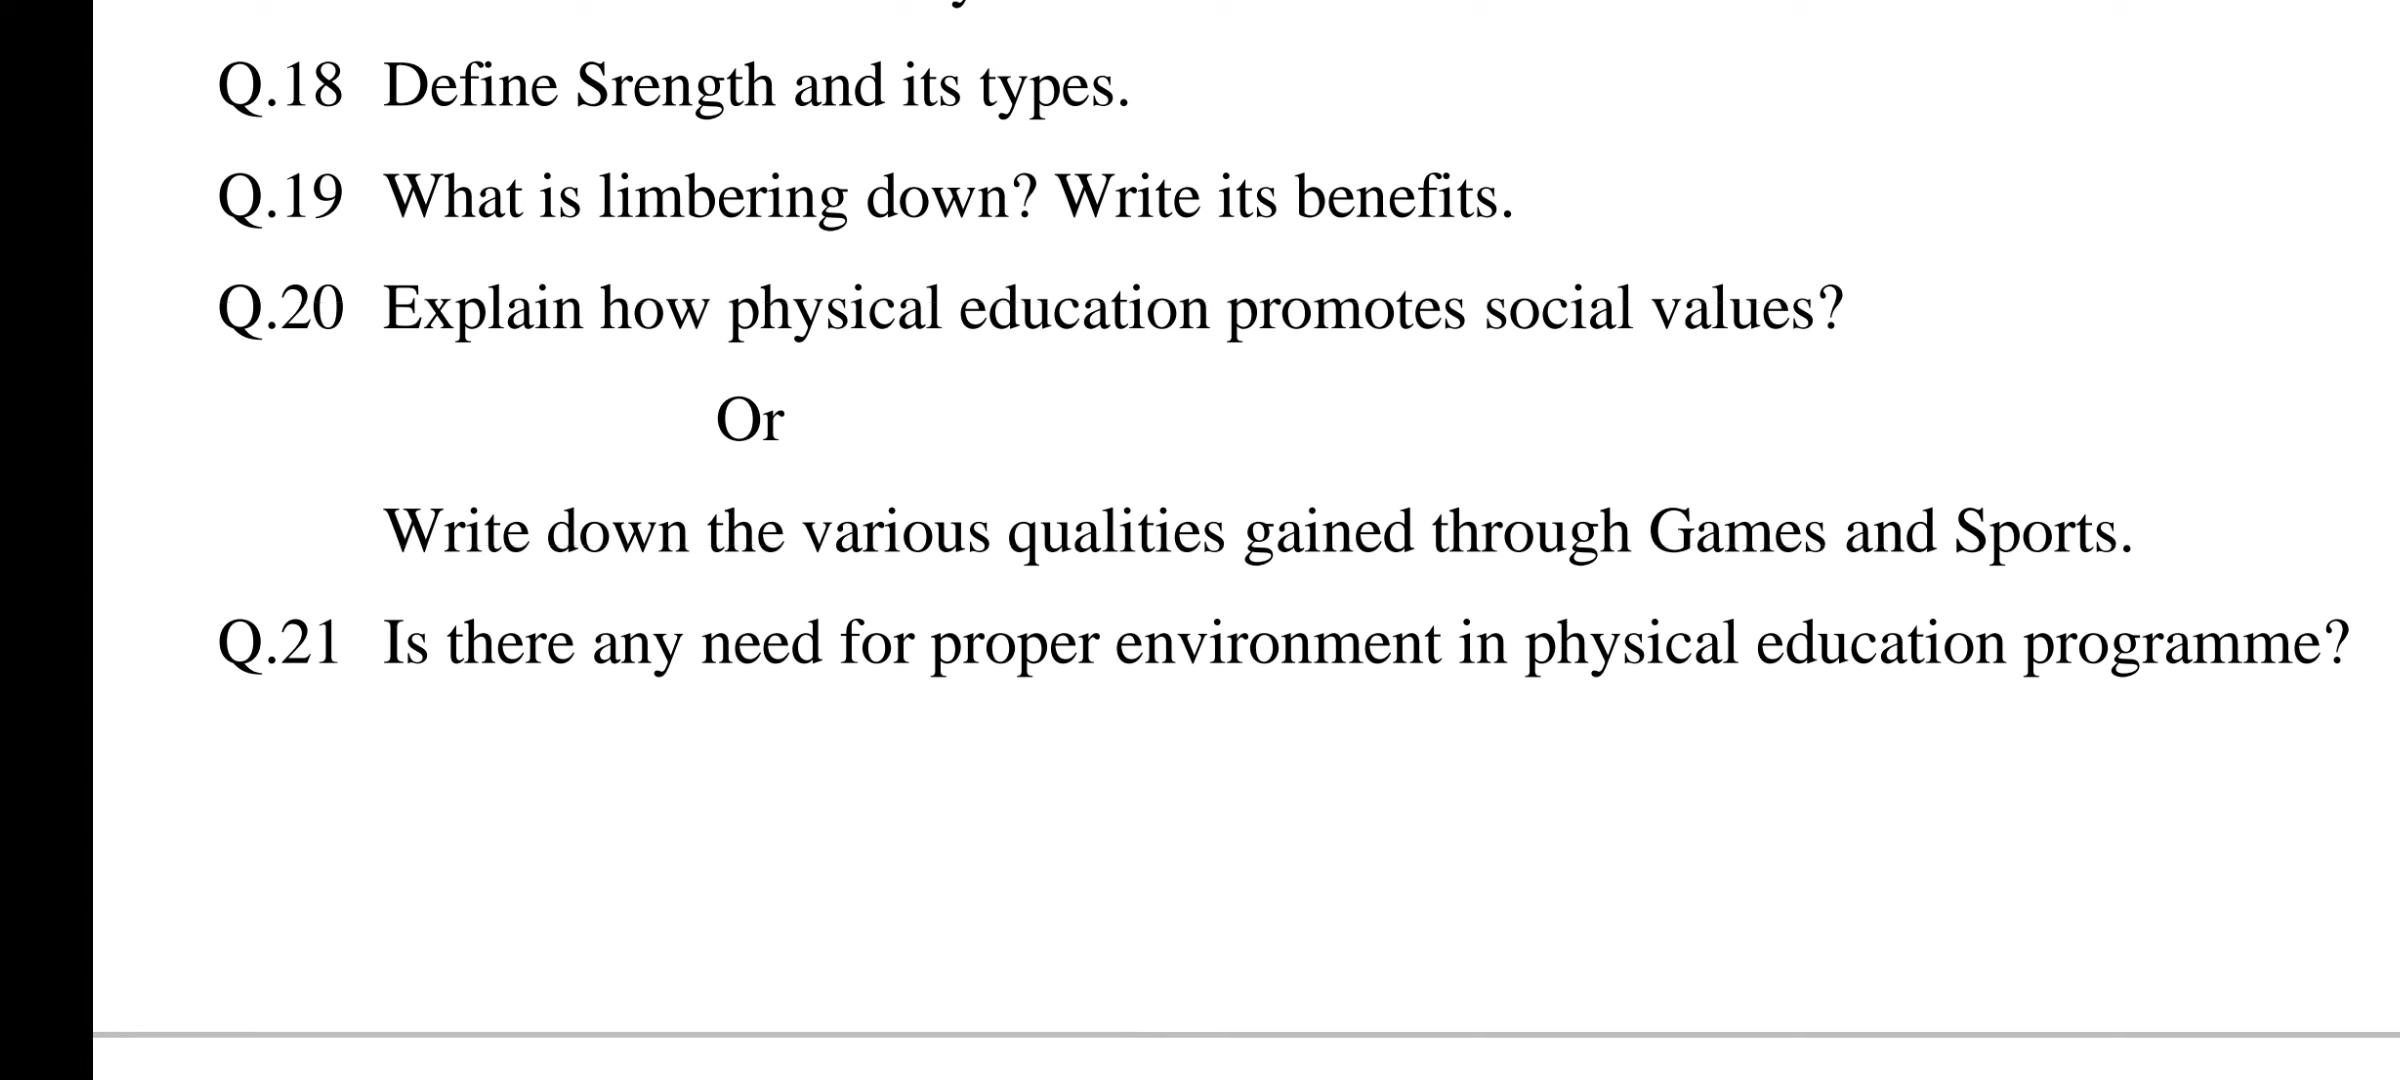 Q.18 Define Srength and its types.
Q.19 What is limbering down? Write its benefits.
Q.20 Explain how physical education promotes social values?
Or
Write down the various qualities gained through Games and Sports.
Q.21 Is there any need for proper environment in physical education programme?